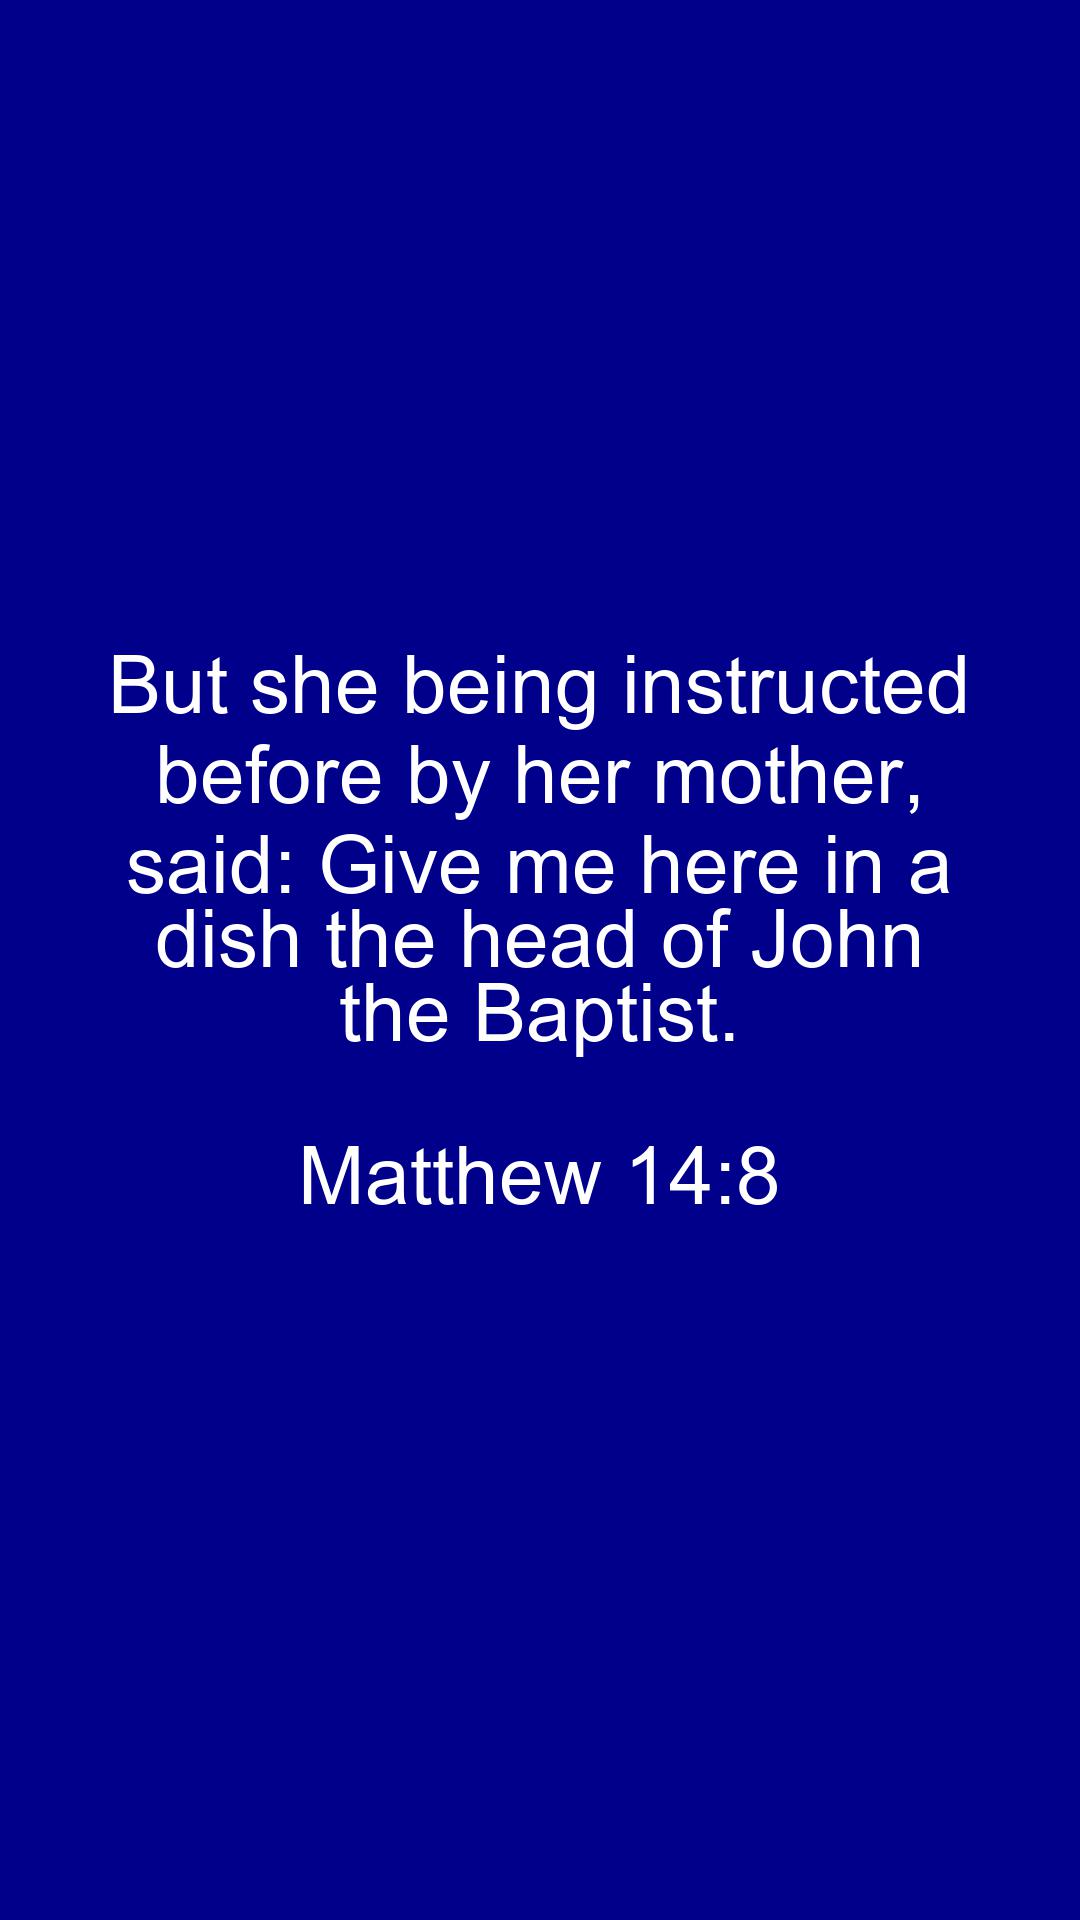 But she being instructed
before by her mother,
said: Give me here in a
dish the head of John
the Baptist.
Matthew 14:8